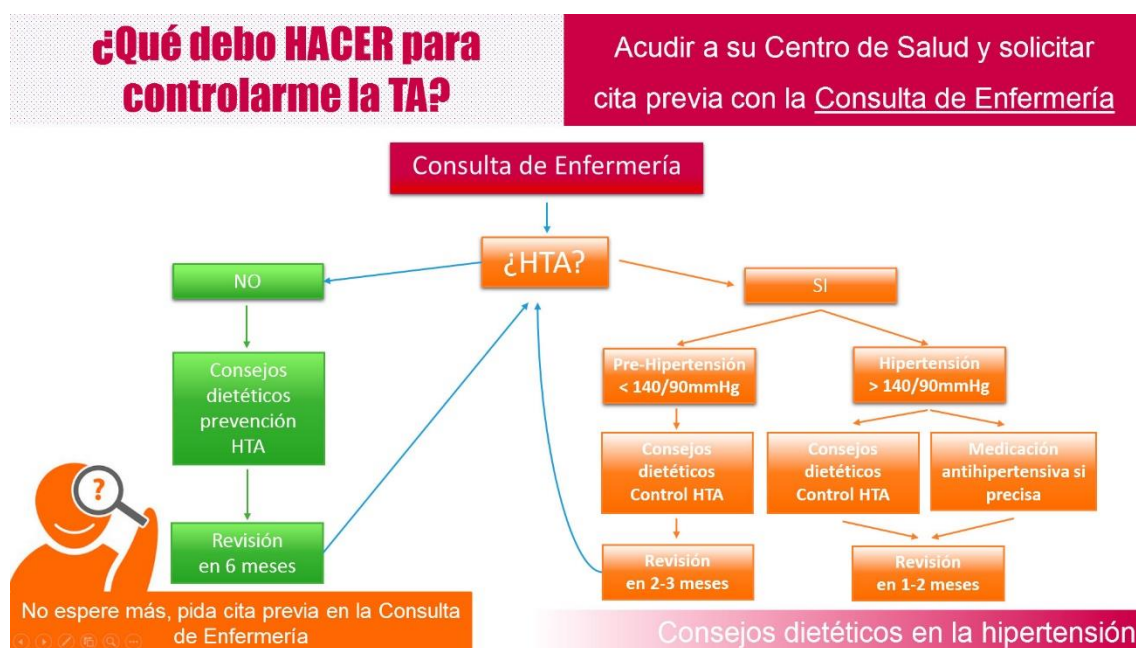 ¿Qué debo HACER para
controlarme la TA?
Acudir a su Centro de Salud y solicitar
cita previa con la Consulta de Enfermería
Consulta de Enfermería
¿HTA?
NO
SI
Consejos
dietéticos
prevención
HTA
Revisión
en 6 meses
Pre-Hipertensión
< 140/90mmHg
Hipertensión
> 140/90mmHg
Consejos
dietéticos
Control HTA
Consejos
dietéticos
Control HTA
Medicación
antihipertensiva si
precisa
Revisión
en 2-3 meses
Revisión
en 1-2 meses
?
No espere más, pida cita previa en la Consulta
de Enfermería
Consejos dietéticos en la hipertensión